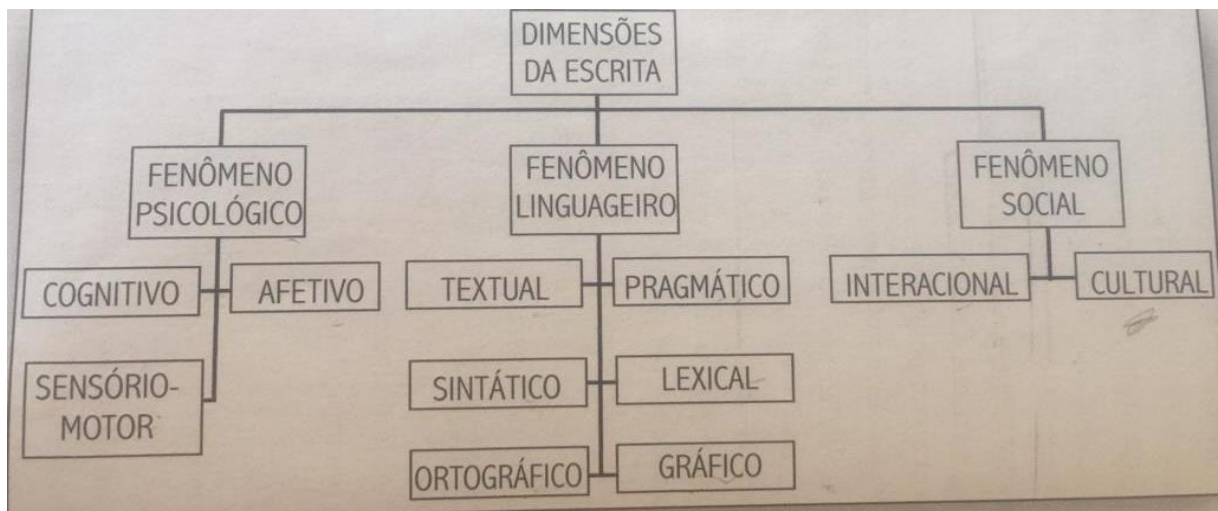 DIMENSÕES
DA ESCRITA
FENÔMENO
PSICOLÓGICO
FENÔMENO
LINGUAGEIRO
FENÔMENO
SOCIAL
COGNITIVO
AFETIVO
TEXTUAL
PRAGMÁTICO
INTERACIONAL
CULTURAL
SENSÓRIO-
MOTOR
SINTÁTICO
LEXICAL
ORTOGRÁFICO
GRÁFICO